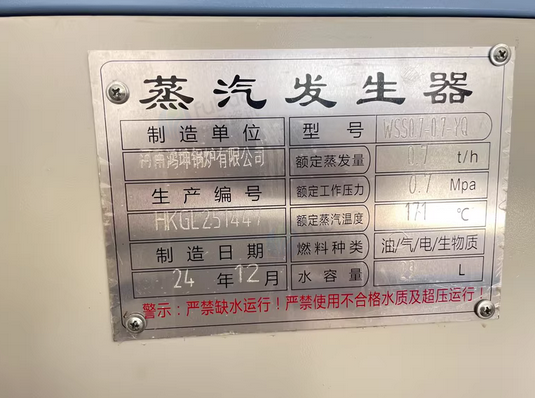 蒸汽发生器
制造单位 型号 WSS0.7-0.7-YQ
河南鸿坤锅炉有限公司 额定蒸发量 0.7 t/h
生产编号 额定工作压力 0.7 Mpa
HKGL251447 额定蒸汽温度 171 ℃
制造日期 燃料种类 油/气/电/生物质
24 年 12 月 水容量 L
警示：严禁缺水运行！严禁使用不合格水质及超压运行！